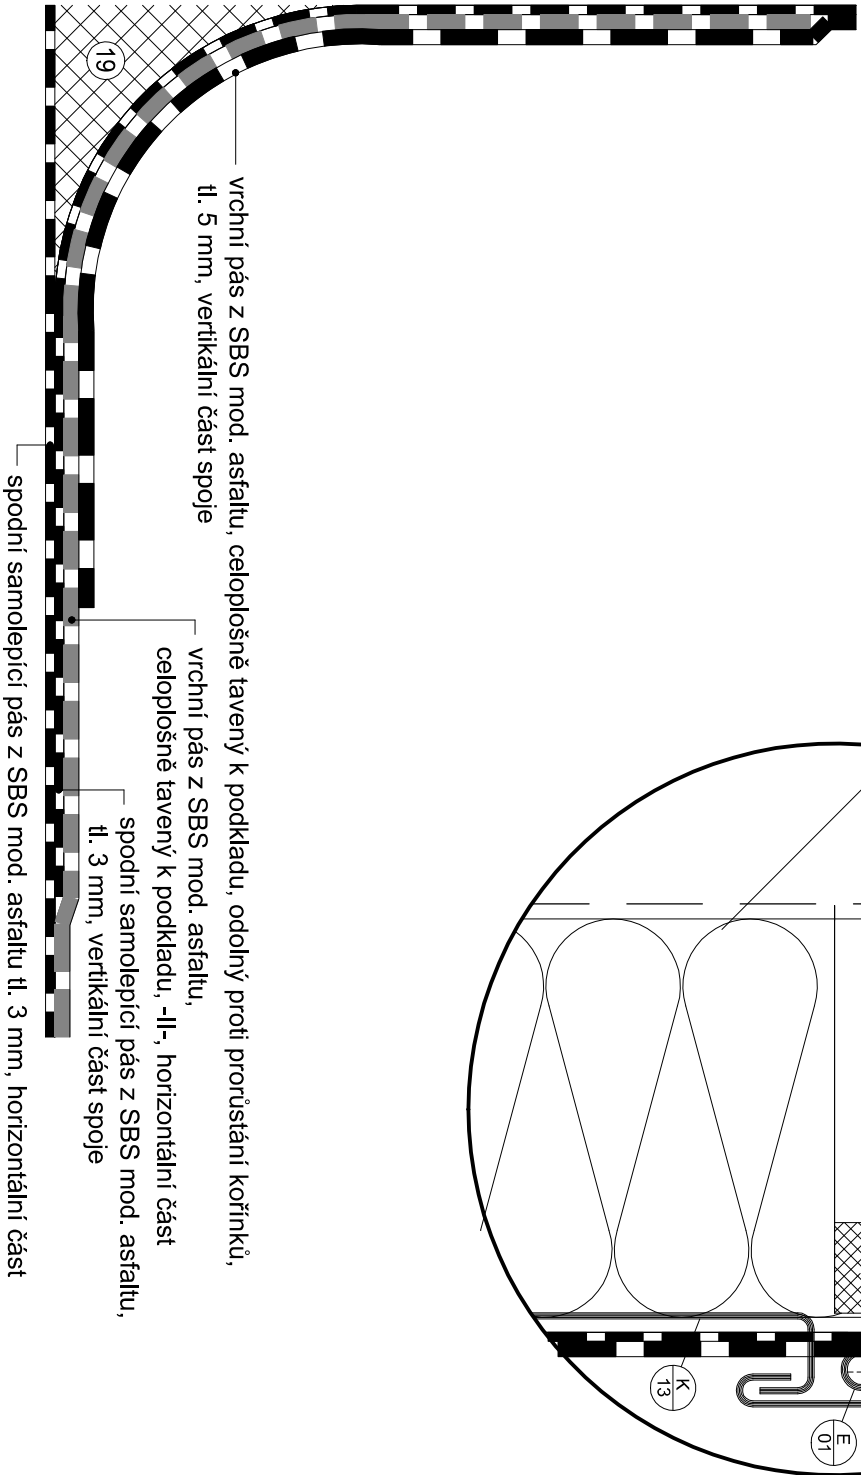 19
vrchní pás z SBS mod. asfaltu, celoplošně tavený k podkladu, odolný proti prorůstání kořínků,
tl. 5 mm, vertikální část spoje
vrchní pás z SBS mod. asfaltu,
celoplošně tavený k podkladu, -II-, horizontální část
spodní samolepící pás z SBS mod. asfaltu,
tl. 3 mm, vertikální část spoje
spodní samolepící pás z SBS mod. asfaltu tl. 3 mm, horizontální část
E
01
K
13